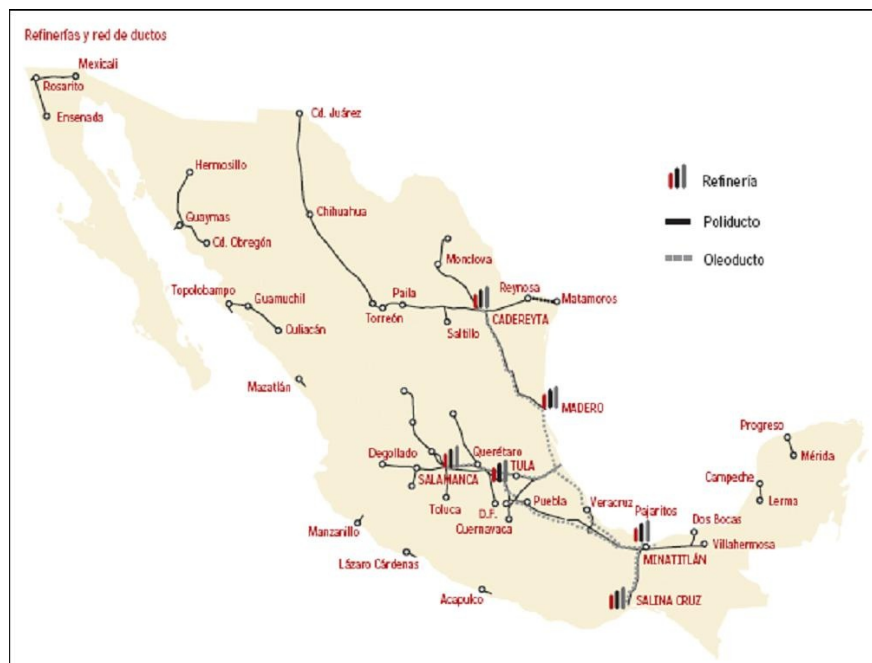 Refinerías y red de ductos
Mexicali
Rosarito
Ensenada
Cd. Juárez
Hermosillo
Refinería
Chihuahua
Guaymas
Poliducto
Cd. Obregón
Monclova
Oleoducto
Topolobampo
Guamuchil
Paila
Reynosa
Matamoros
Culiacán
Torreón
Saltillo
CADEREYTA
Mazatlán
MADERO
Progreso
Degollado
Querétaro
TULA
Mérida
SALAMANCA
Campeche
Toluca
D.F.
Puebla
Veracruz
Pajaritos
Lerma
Cuernavaca
Dos Bocas
Manzanillo
Villahermosa
MINATITLÁN
Lázaro Cárdenas
Acapulco
SALINA CRUZ